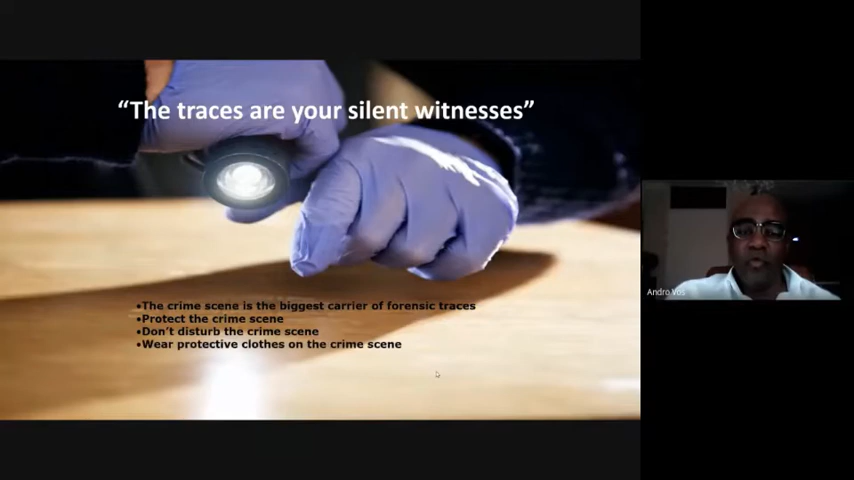 “The traces are your silent witnesses”
•The crime scene is the biggest carrier of forensic traces
•Protect the crime scene
•Don't disturb the crime scene
•Wear protective clothes on the crime scene
Andro Vos